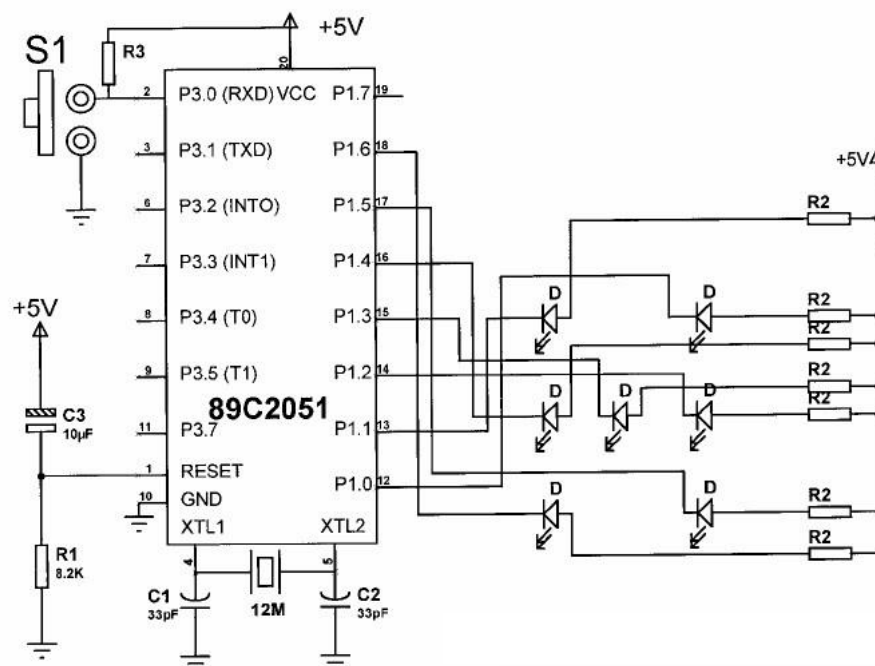 +5V
S1
R3
20
2 P3.0 (RXD) VCC P1.7 19
3 P3.1 (TXD) P1.6 18
+5V
6 P3.2 (INTO) P1.5 17
R2
7 P3.3 (INT1) P1.4 16
+5V
8 P3.4 (T0) P1.3 15
D D R2
R2
9 P3.5 (T1) P1.2 14
R2
89C2051
D D D R2
C3
10µF
11 P3.7 P1.1 13
1 RESET P1.0 12
10 GND
D D R2
XTL1 XTL2
R2
R1
8.2K
4 5
C1
33pF
12M
C2
33pF